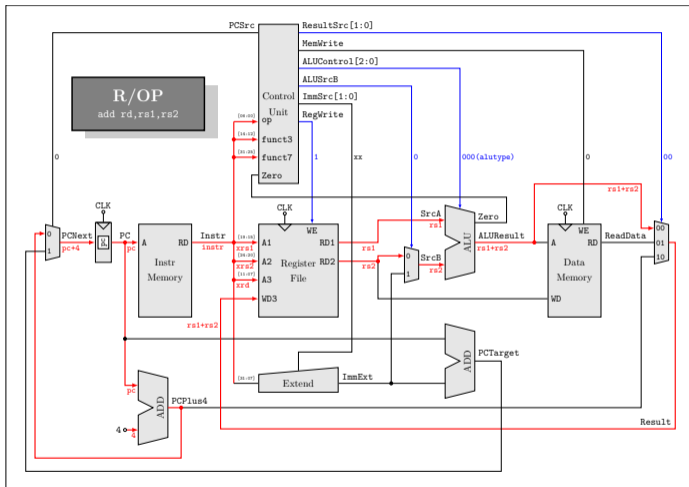 PCSrc
ResultSrc[1:0]
MemWrite
ALUControl[2:0]
ALUSrcB
ImmSrc[1:0]
RegWrite
Control
Unit
op
funct3
funct7
Zero
R/OP
add rd,rs1,rs2
0
1
xx
0
000(alutype)
0
00
CLK
CLK
CLK
0
1
PCNext
pc+4
PC
pc
A
RD
Instr
Memory
Instr
instr
xrs1
xrs2
xrd
A1
A2
A3
WD3
WE
RD1
RD2
Register
File
rs1
rs2
0
1
SrcA
rs1
SrcB
rs2
ALU
Zero
ALUResult
rs1+rs2
rs1+rs2
A
RD
WE
Data
Memory
WD
ReadData
00
01
10
rs1+rs2
Extend
ImmExt
ADD
PCTarget
pc
4
4
ADD
PCPlus4
Result